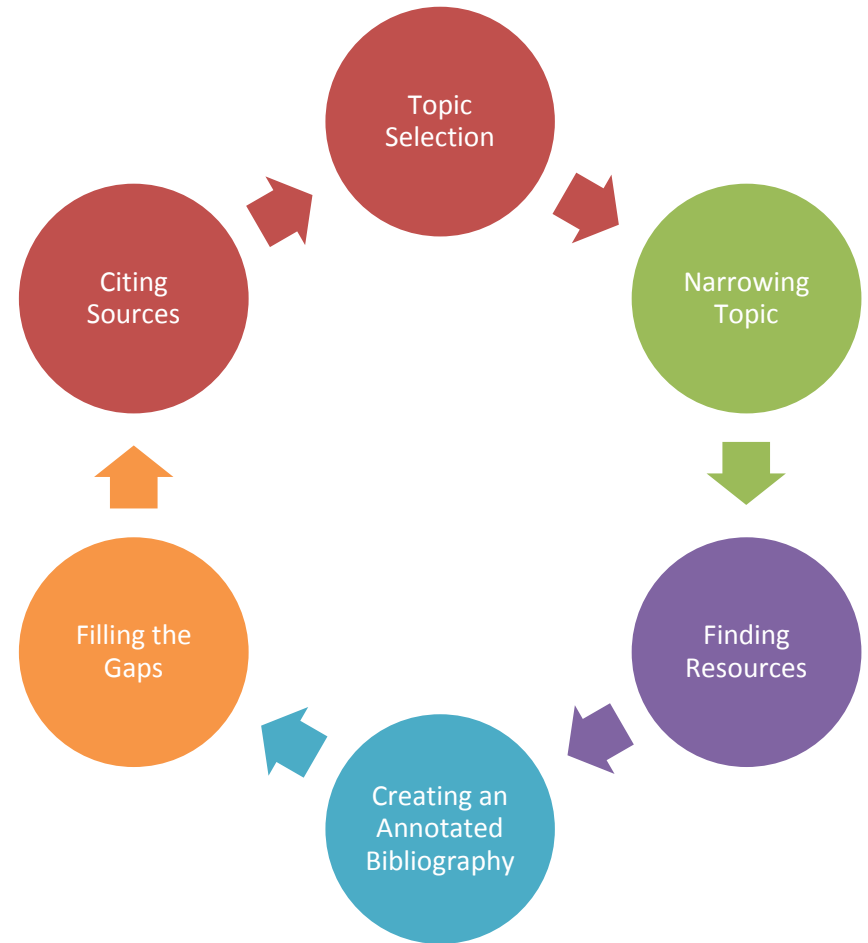 Topic
Selection
Narrowing
Topic
Finding
Resources
Creating an
Annotated
Bibliography
Filling the
Gaps
Citing
Sources